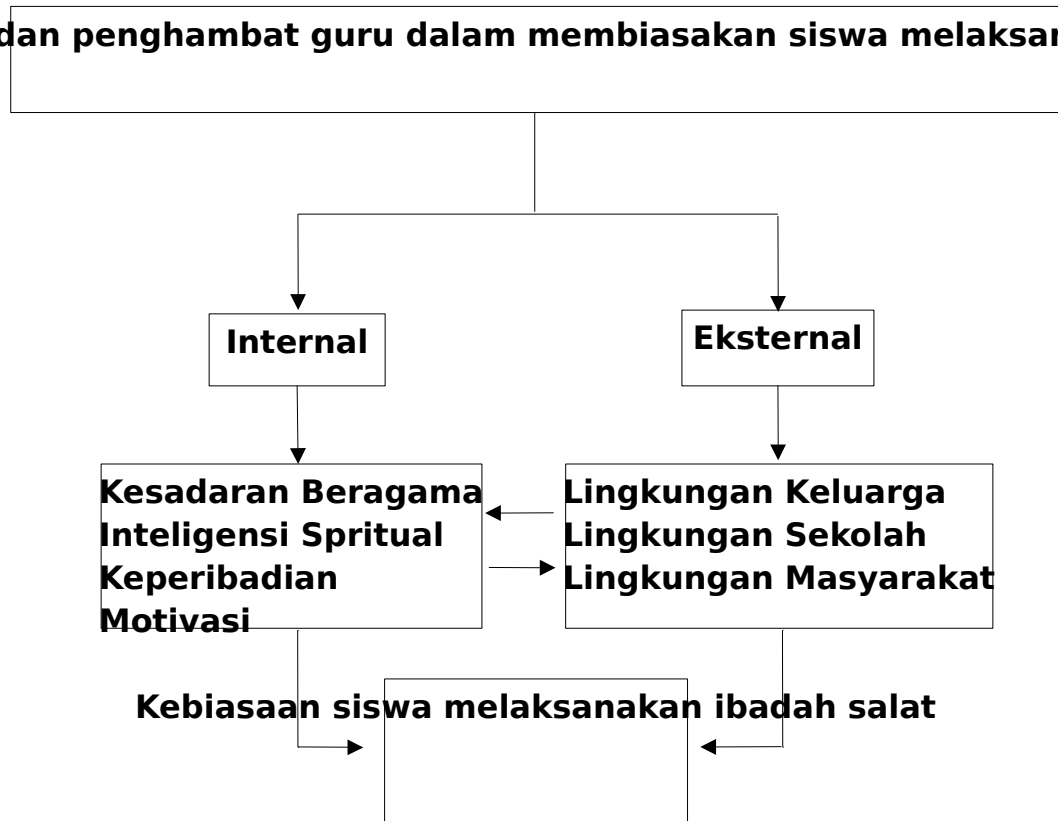 dan penghambat guru dalam membiasakan siswa
Internal
Eksternal
Kesadaran Beragama
Inteligensi Spritual
Keperibadian
Motivasi
Lingkungan Keluarga
Lingkungan Sekolah
Lingkungan Masyarakat
Kebiasaan siswa melaksanakan ibadah salat